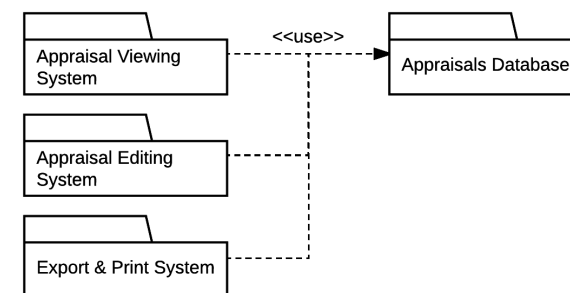 <<use>>
Appraisal Viewing
System
Appraisals Database
Appraisal Editing
System
Export & Print System